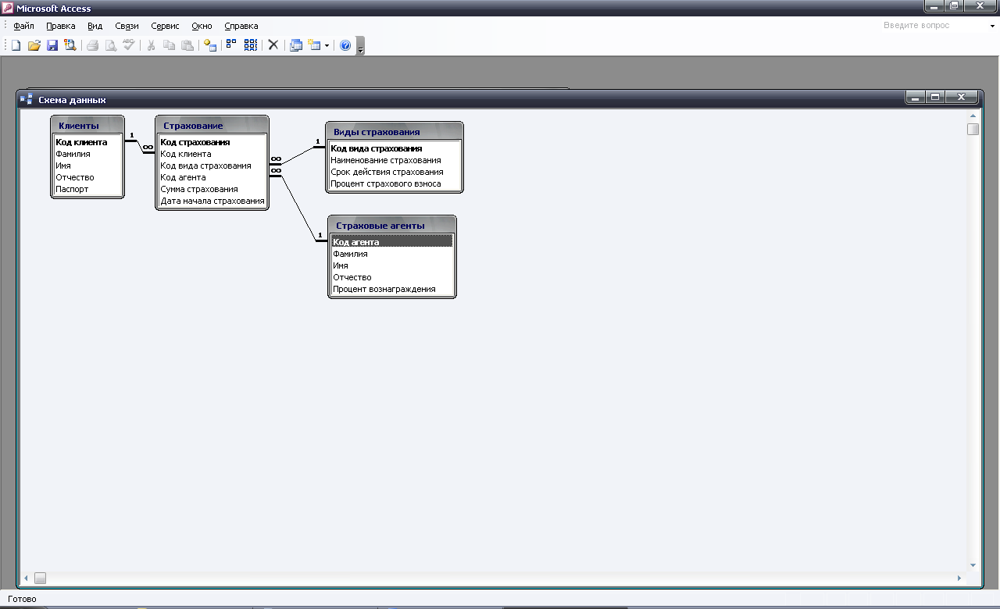 Microsoft Access
Файл Правка Вид Связи Сервис Окно Справка
Введите вопрос
Схема данных
Клиенты
Код клиента
Фамилия
Имя
Отчество
Паспорт
1
∞
Страхование
Код страхования
Код клиента
Код вида страхования
Код агента
Сумма страхования
Дата начала страхования
∞
∞
1
Виды страхования
Код вида страхования
Наименование страхования
Срок действия страхования
Процент страхового взноса
1
Страховые агенты
Код агента
Фамилия
Имя
Отчество
Процент вознаграждения
Готово